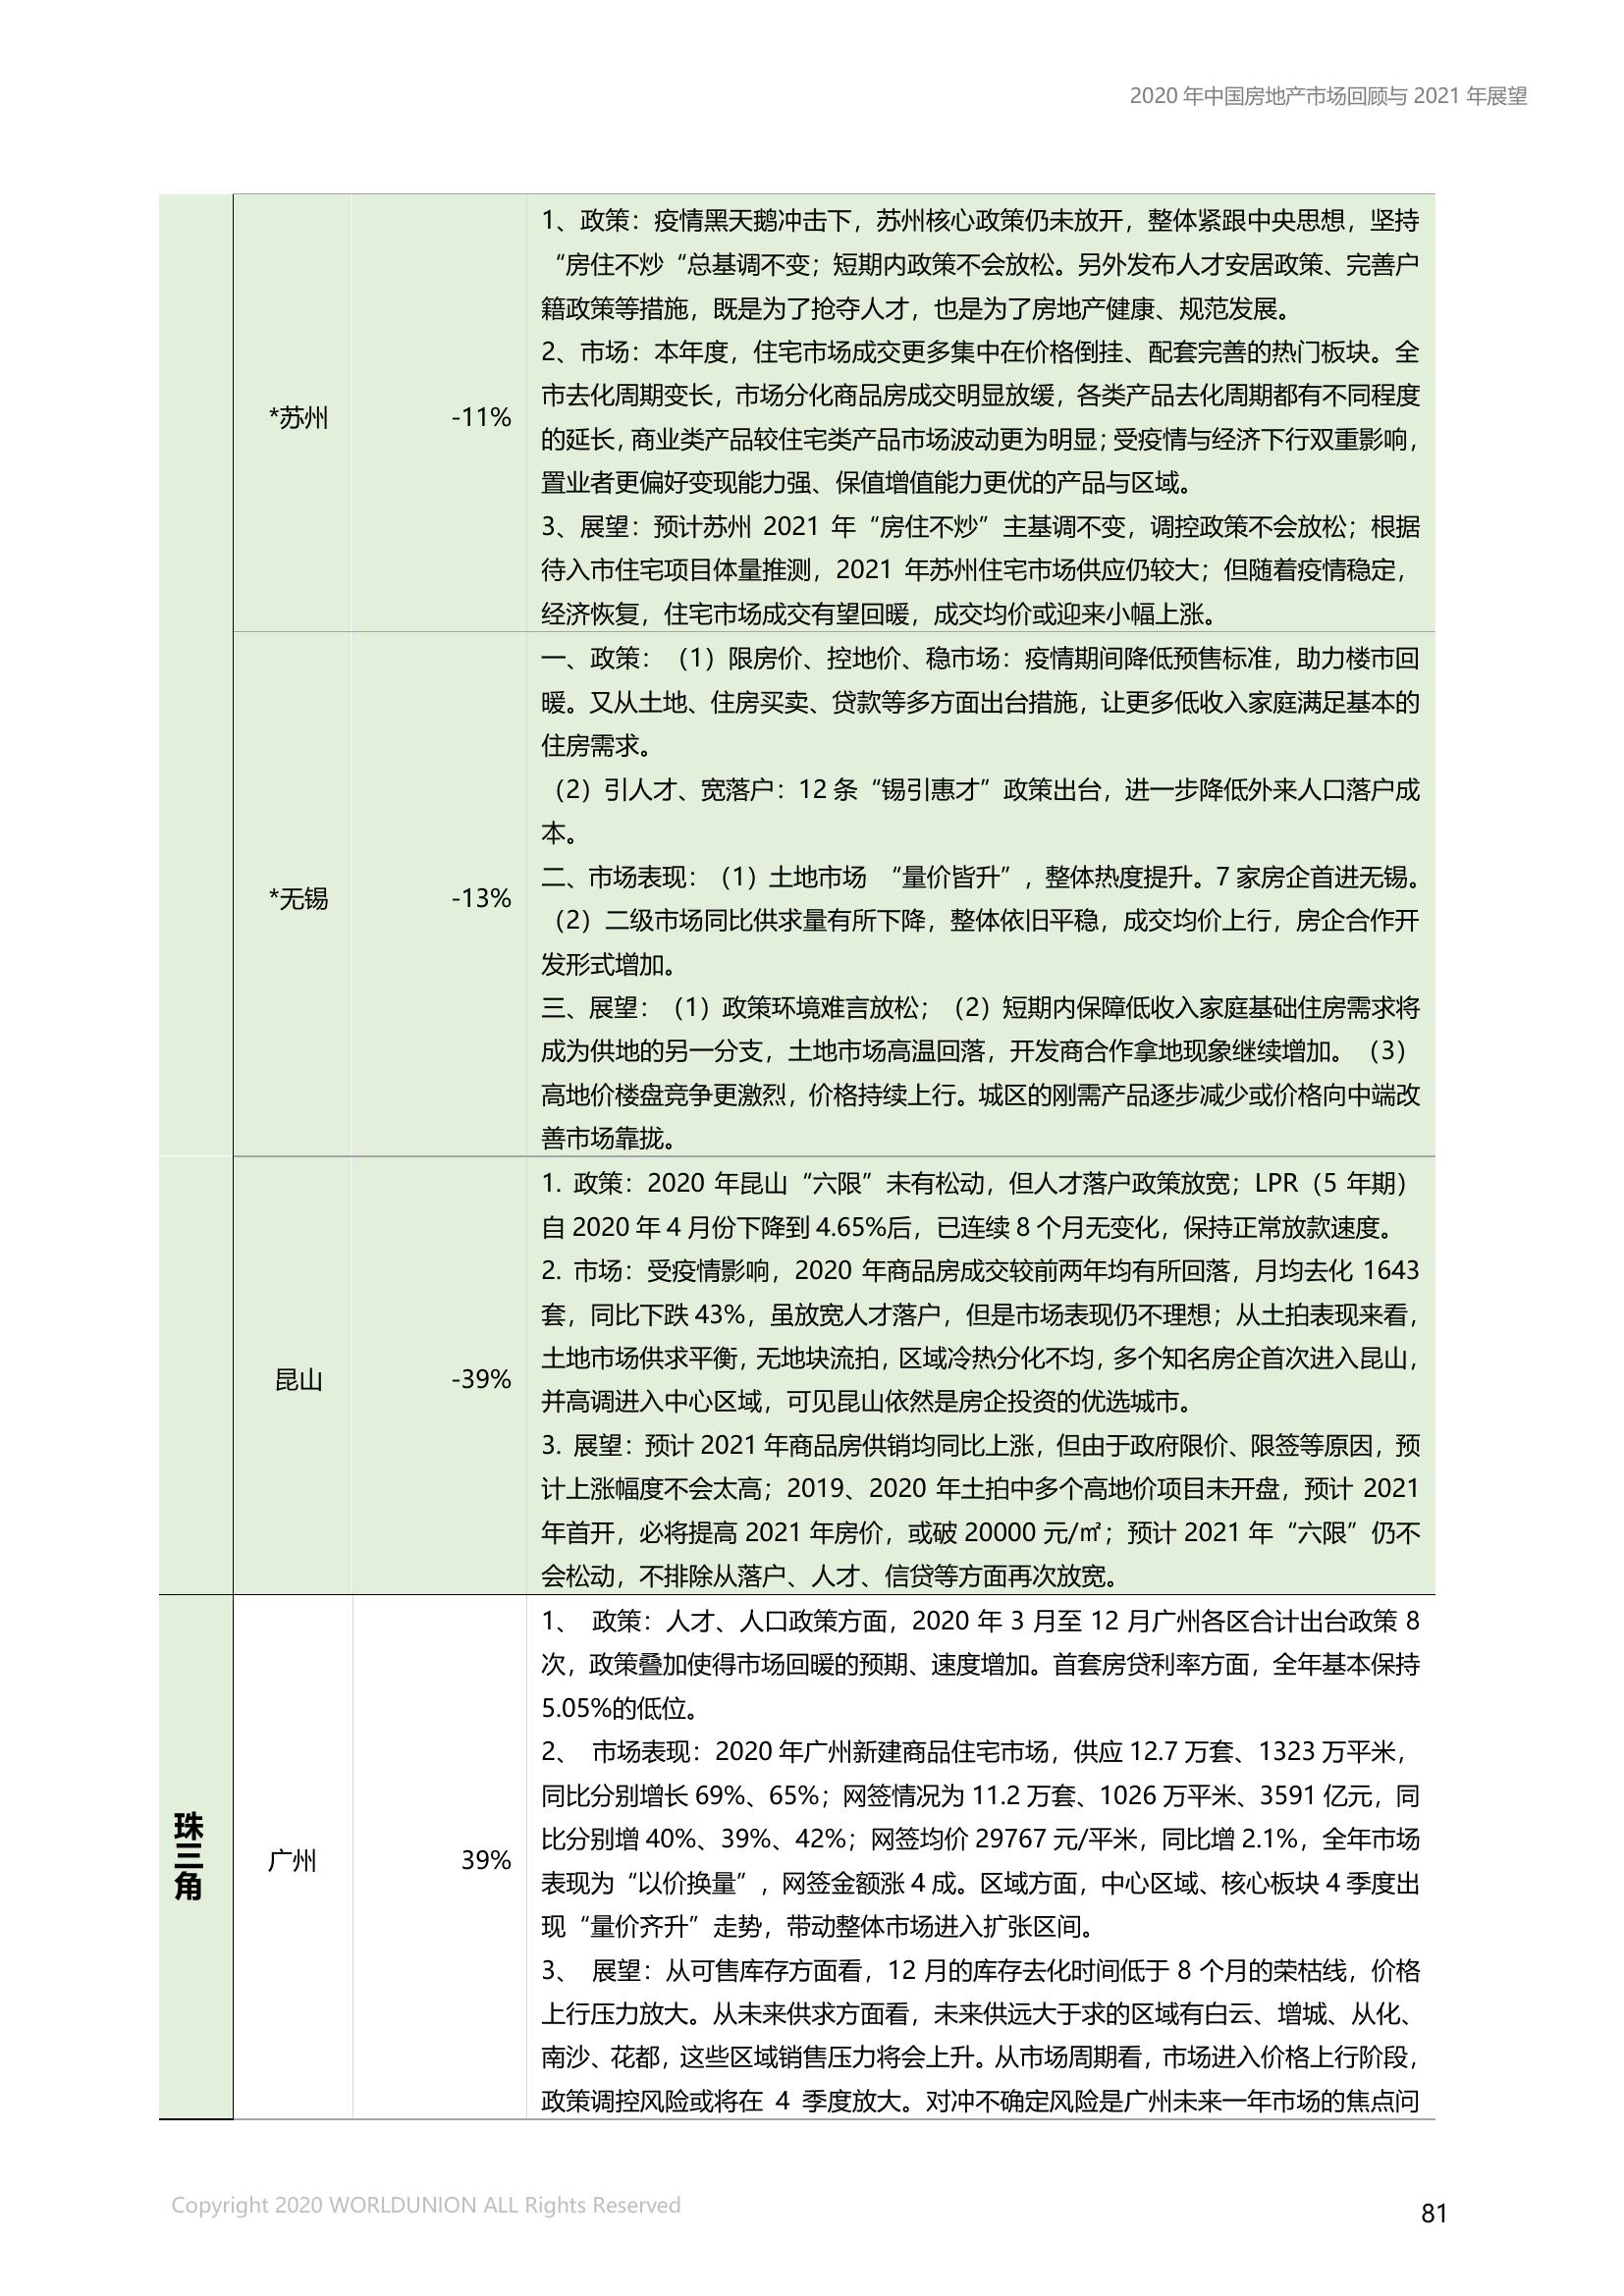 2020 年中国房地产市场回顾与 2021 年展望
*苏州
-11%
1、政策：疫情黑天鹅冲击下，苏州核心政策仍未放开，整体紧跟中央思想，坚持
“房住不炒“总基调不变；短期内政策不会放松。另外发布人才安居政策、完善户
籍政策等措施，既是为了抢夺人才，也是为了房地产健康、规范发展。
2、市场：本年度，住宅市场成交更多集中在价格倒挂、配套完善的热门板块。全
市去化周期变长，市场分化商品房成交明显放缓，各类产品去化周期都有不同程度
的延长，商业类产品较住宅类产品市场波动更为明显；受疫情与经济下行双重影响，
置业者更偏好变现能力强、保值增值能力更优的产品与区域。
3、展望：预计苏州 2021 年“房住不炒”主基调不变，调控政策不会放松；根据
待入市住宅项目体量推测，2021 年苏州住宅市场供应仍较大；但随着疫情稳定，
经济恢复，住宅市场成交有望回暖，成交均价或迎来小幅上涨。
*无锡
-13%
一、政策：（1）限房价、控地价、稳市场：疫情期间降低预售标准，助力楼市回
暖。又从土地、住房买卖、贷款等多方面出台措施，让更多低收入家庭满足基本的
住房需求。
（2）引人才、宽落户：12 条“锡引惠才”政策出台，进一步降低外来人口落户成
本。
二、市场表现：（1）土地市场 “量价皆升”，整体热度提升。7 家房企首进无锡。
（2）二级市场同比供求量有所下降，整体依旧平稳，成交均价上行，房企合作开
发形式增加。
三、展望：（1）政策环境难言放松；（2）短期内保障低收入家庭基础住房需求将
成为供地的另一分支，土地市场高温回落，开发商合作拿地现象继续增加。（3）
高地价楼盘竞争更激烈，价格持续上行。城区的刚需产品逐步减少或价格向中端改
善市场靠拢。
昆山
-39%
1. 政策：2020 年昆山“六限”未有松动，但人才落户政策放宽；LPR（5 年期）
自 2020 年 4 月份下降到 4.65%后，已连续 8 个月无变化，保持正常放款速度。
2. 市场：受疫情影响，2020 年商品房成交较前两年均有所回落，月均去化 1643
套，同比下跌 43%，虽放宽人才落户，但是市场表现仍不理想；从土拍表现来看，
土地市场供求平衡，无地块流拍，区域冷热分化不均，多个知名房企首次进入昆山，
并高调进入中心区域，可见昆山依然是房企投资的优选城市。
3. 展望：预计 2021 年商品房供销均同比上涨，但由于政府限价、限签等原因，预
计上涨幅度不会太高；2019、2020 年土拍中多个高地价项目未开盘，预计 2021
年首开，必将提高 2021 年房价，或破 20000 元/㎡；预计 2021 年“六限”仍不
会松动，不排除从落户、人才、信贷等方面再次放宽。
珠三角
广州
39%
1、 政策：人才、人口政策方面，2020 年 3 月至 12 月广州各区合计出台政策 8
次，政策叠加使得市场回暖的预期、速度增加。首套房贷利率方面，全年基本保持
5.05%的低位。
2、 市场表现：2020 年广州新建商品住宅市场，供应 12.7 万套、1323 万平米，
同比分别增长 69%、65%；网签情况为 11.2 万套、1026 万平米、3591 亿元，同
比分别增 40%、39%、42%；网签均价 29767 元/平米，同比增 2.1%，全年市场
表现为“以价换量”，网签金额涨 4 成。区域方面，中心区域、核心板块 4 季度出
现“量价齐升”走势，带动整体市场进入扩张区间。
3、 展望：从可售库存方面看，12 月的库存去化时间低于 8 个月的荣枯线，价格
上行压力放大。从未来供求方面看，未来供远大于求的区域有白云、增城、从化、
南沙、花都，这些区域销售压力将会上升。从市场周期看，市场进入价格上行阶段，
政策调控风险或将在 4 季度放大。对冲不确定风险是广州未来一年市场的焦点问
Copyright 2020 WORLDUNION ALL Rights Reserved
81